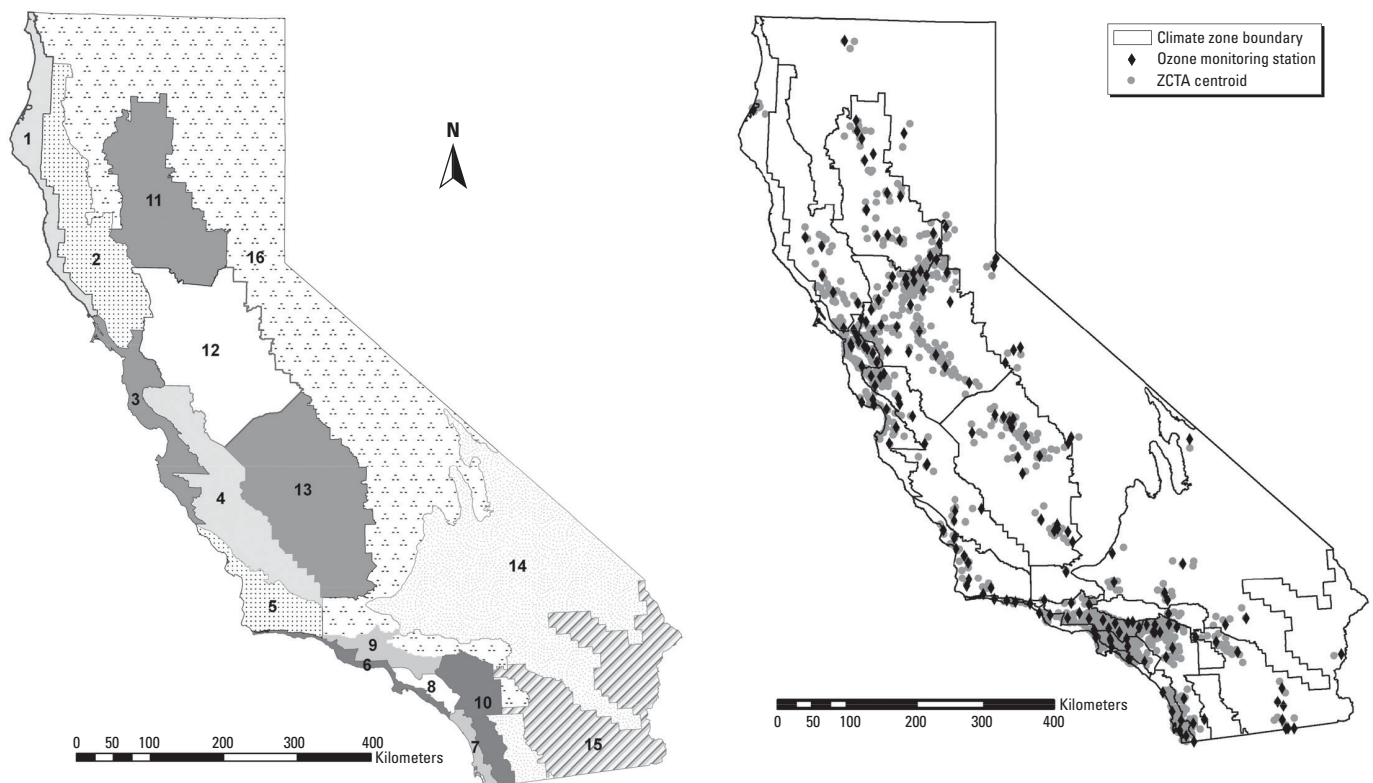 1
2
3
4
5
6
7
8
9
10
11
12
13
14
15
16
N
0 50 100 200 300 400
Kilometers
Climate zone boundary
Ozone monitoring station
ZCTA centroid
Kilometers
0 50 100 200 300 400